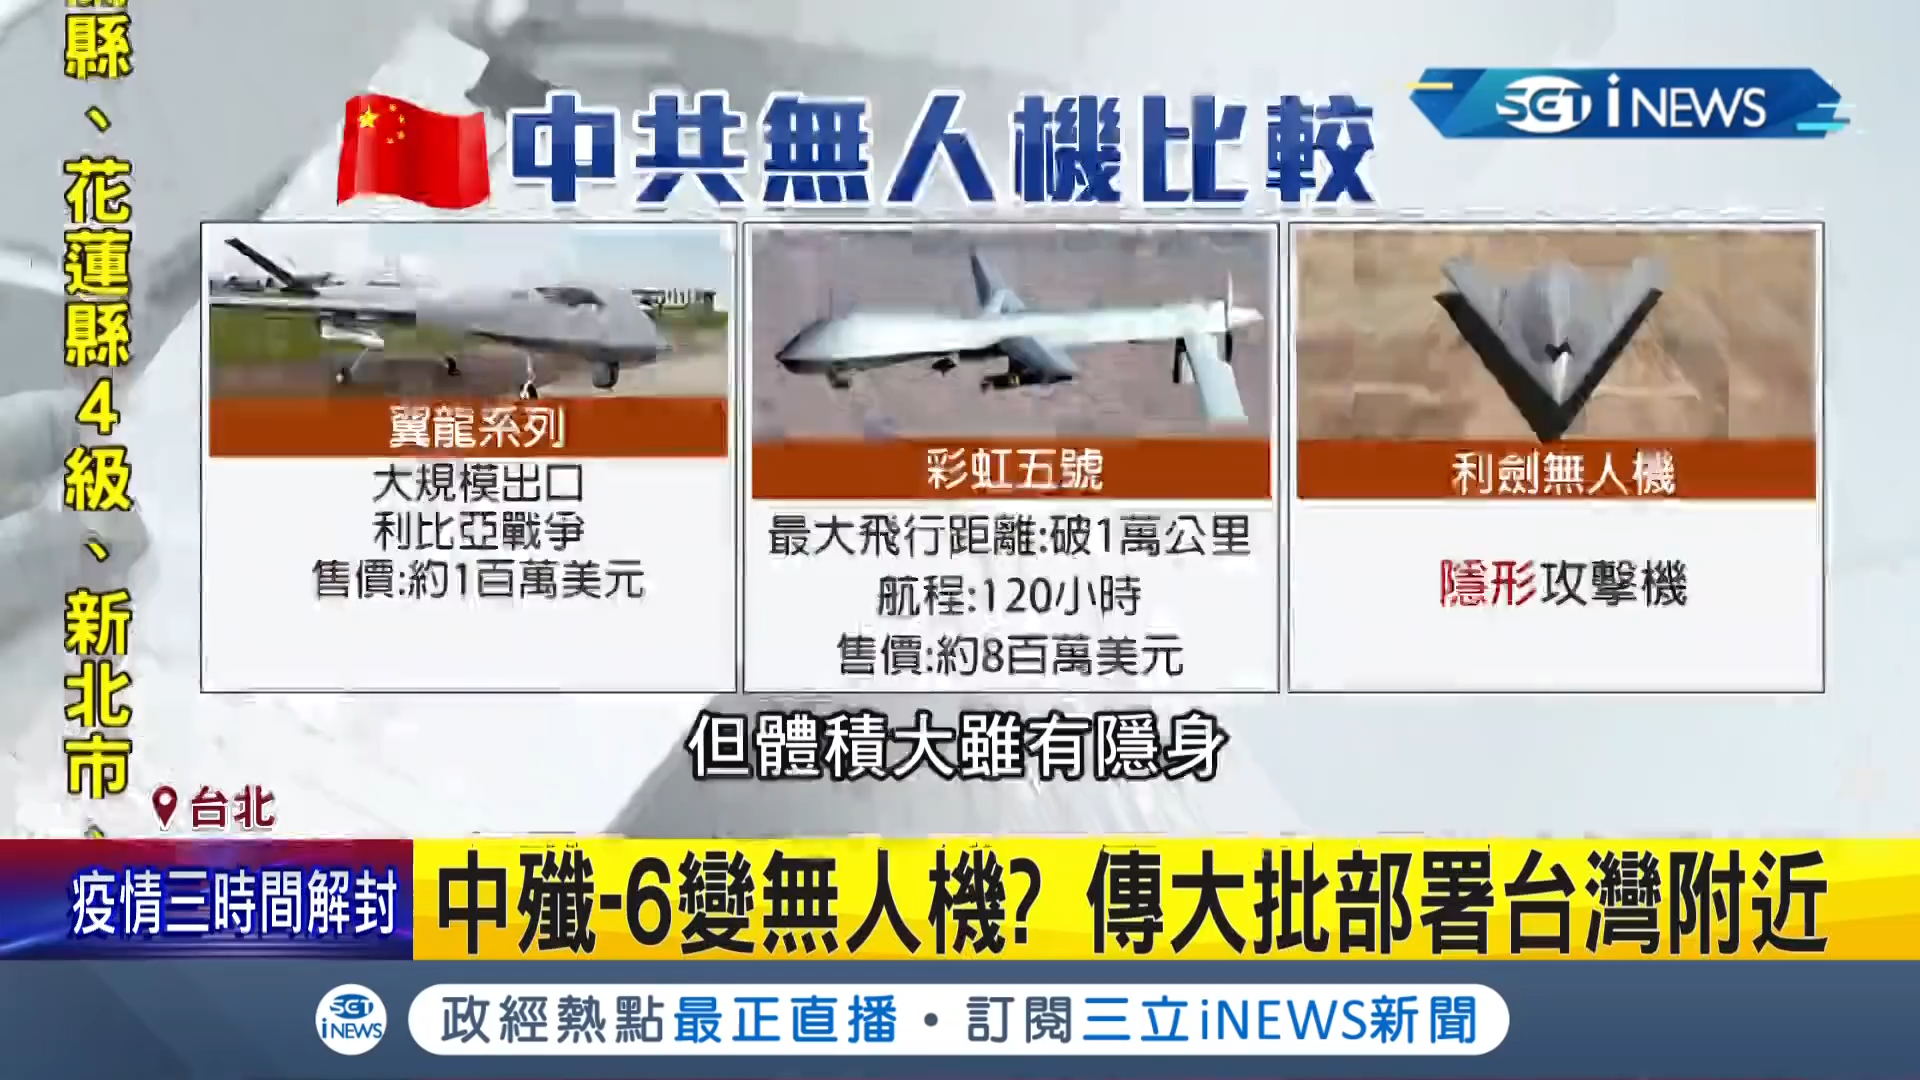 縣、花蓮縣4級、新北市、
中共無人機比較
SET iNEWS
翼龍系列
大規模出口
利比亞戰爭
售價:約1百萬美元
彩虹五號
最大飛行距離:破1萬公里
航程:120小時
售價:約8百萬美元
利劍無人機
隱形攻擊機
但體積大雖有隱身
台北
疫情三時間解封
中殲-6變無人機? 傳大批部署台灣附近
SET iNEWS
政經熱點最正直播・訂閱三立iNEWS新聞